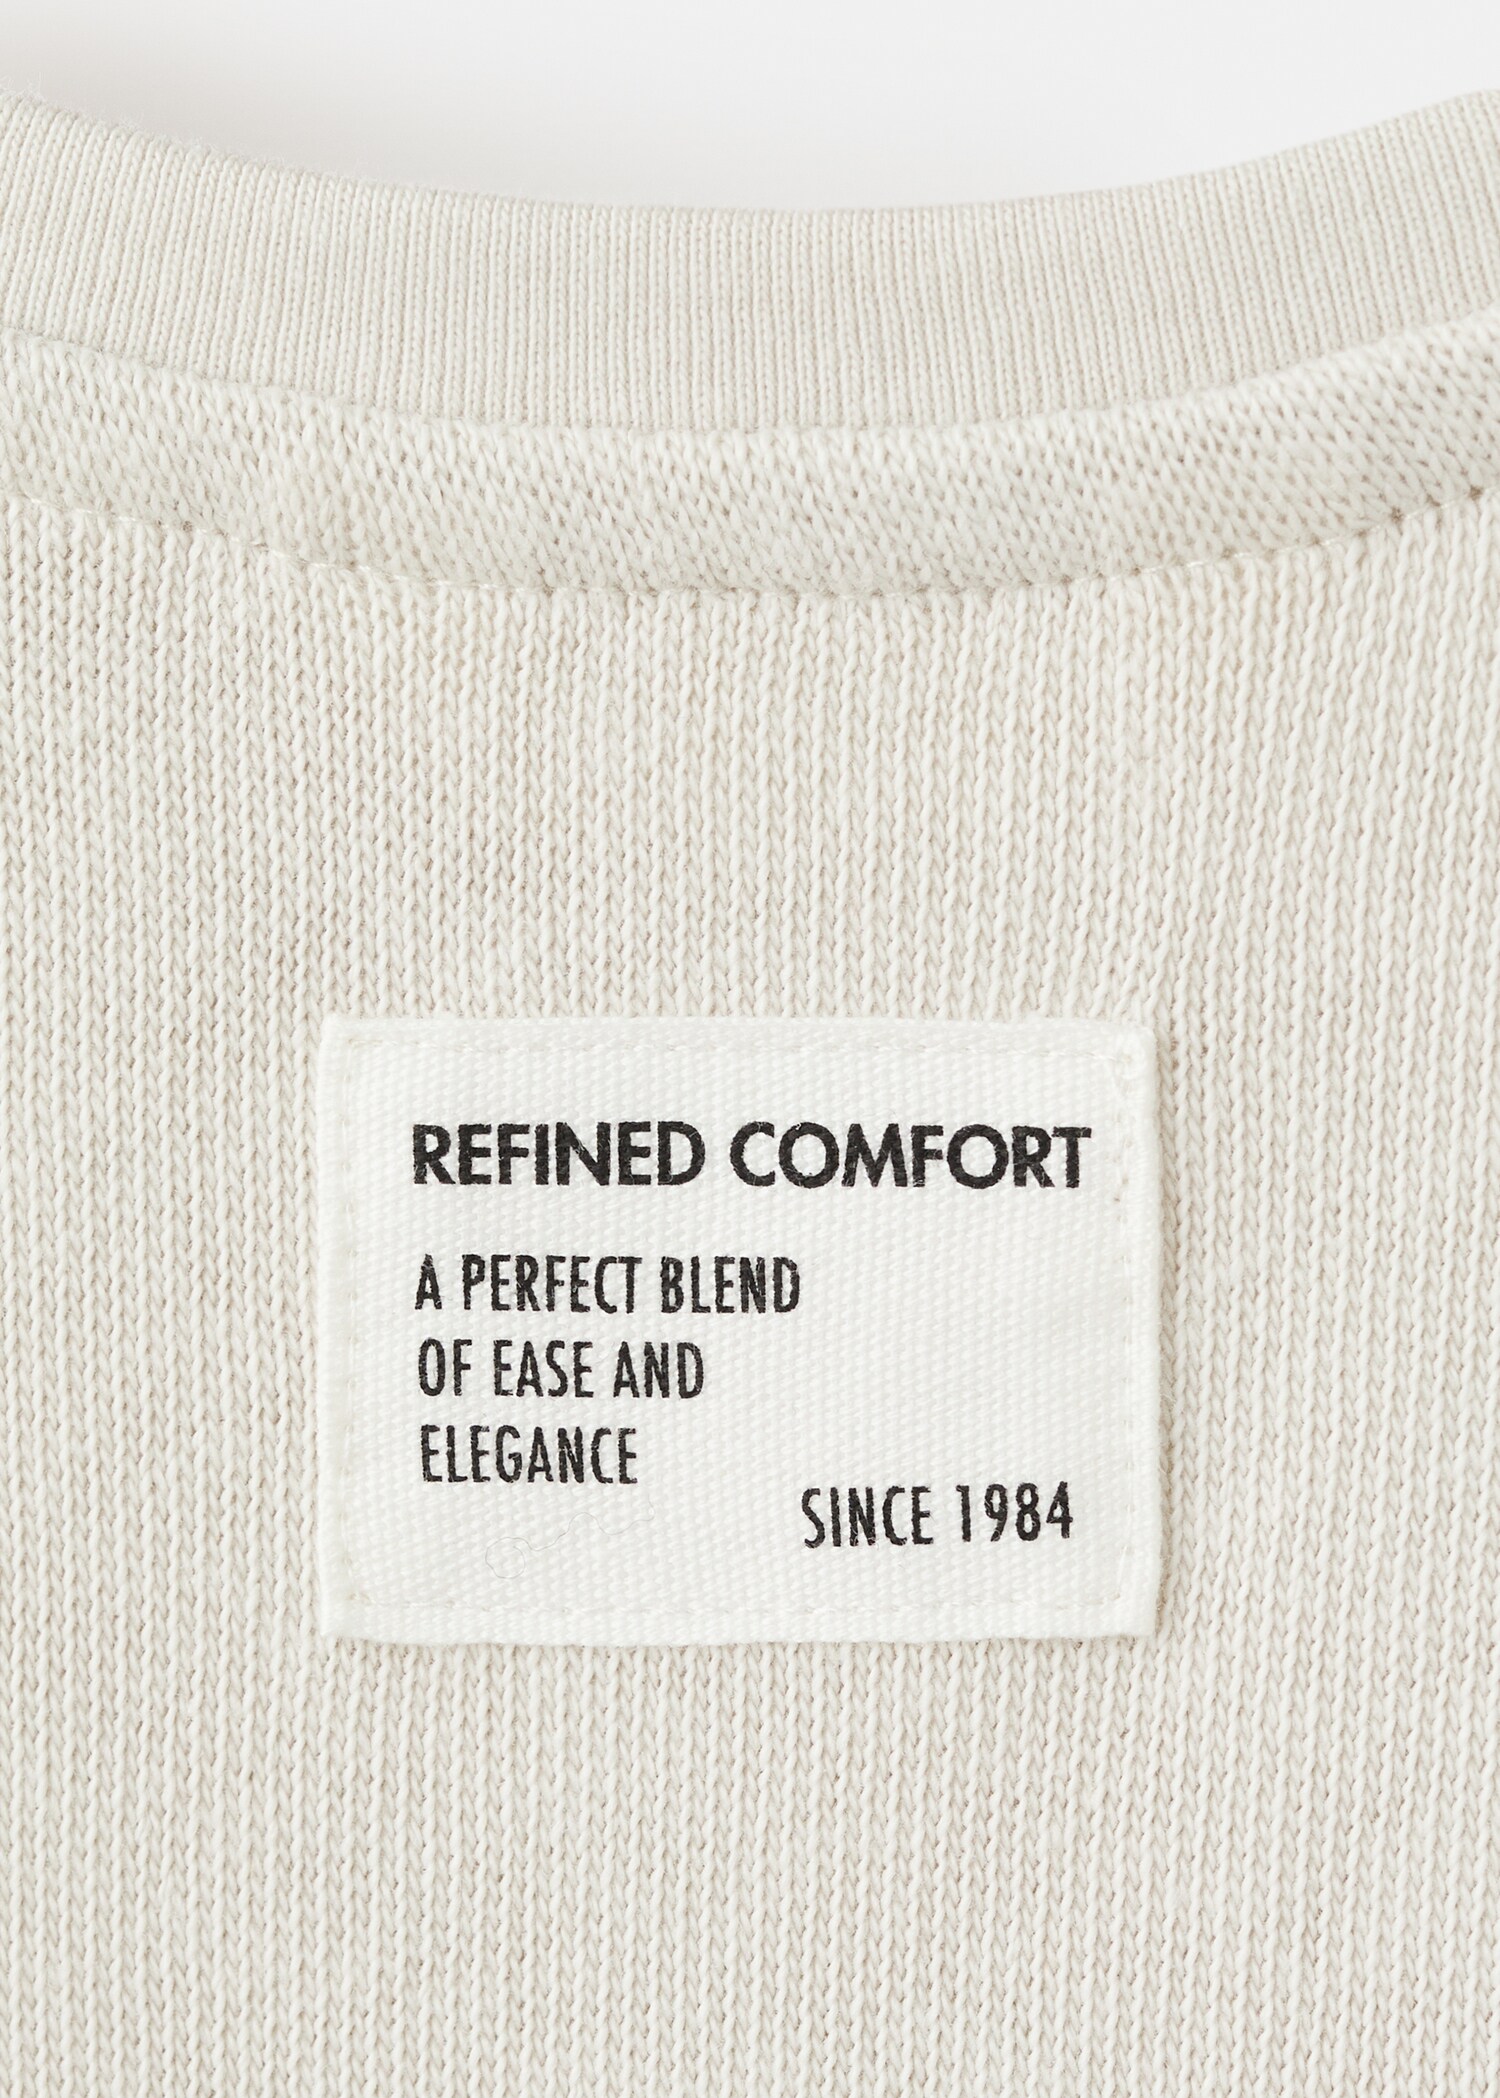 REFINED COMFORT
A PERFECT BLEND
OF EASE AND
ELEGANCE
SINCE 1984